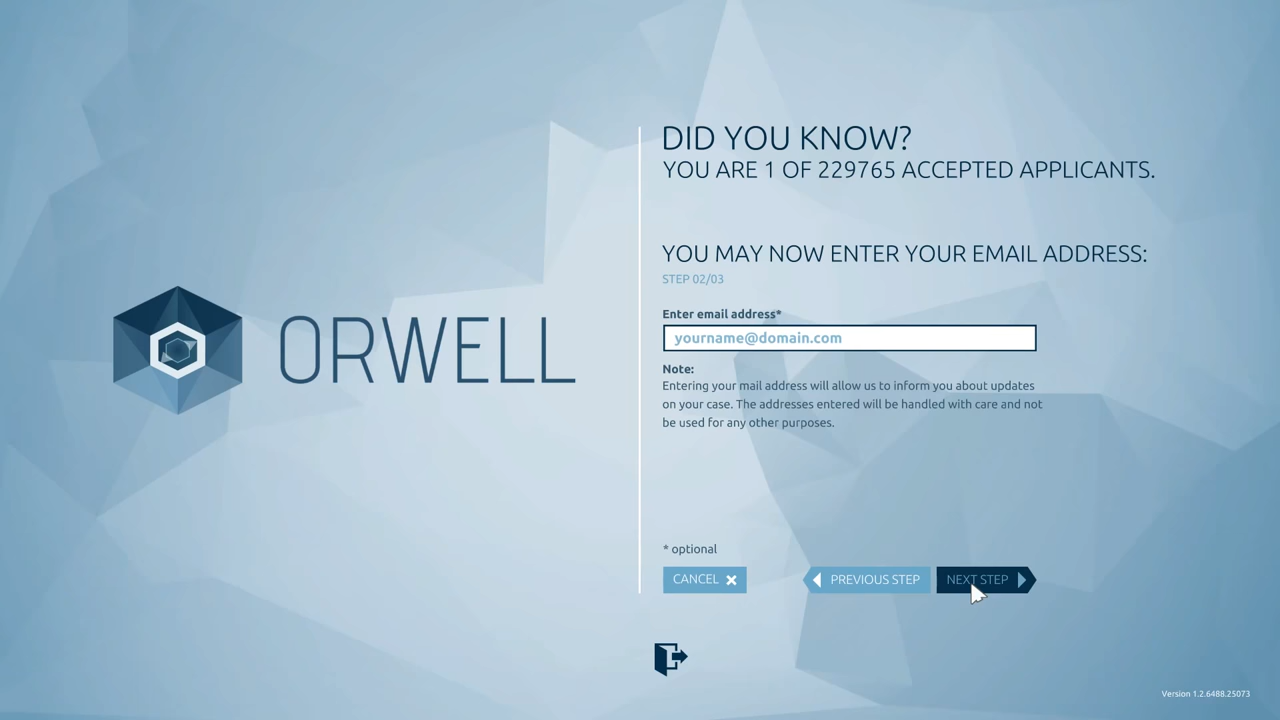 DID YOU KNOW?
YOU ARE 1 OF 229765 ACCEPTED APPLICANTS.
YOU MAY NOW ENTER YOUR EMAIL ADDRESS:
STEP 02/03
Enter email address*
yourname@domain.com
Note:
Entering your mail address will allow us to inform you about updates
on your case. The addresses entered will be handled with care and not
be used for any other purposes.
ORWELL
* optional
CANCEL
PREVIOUS STEP
NEXT STEP
Version 1.2.6488.25073